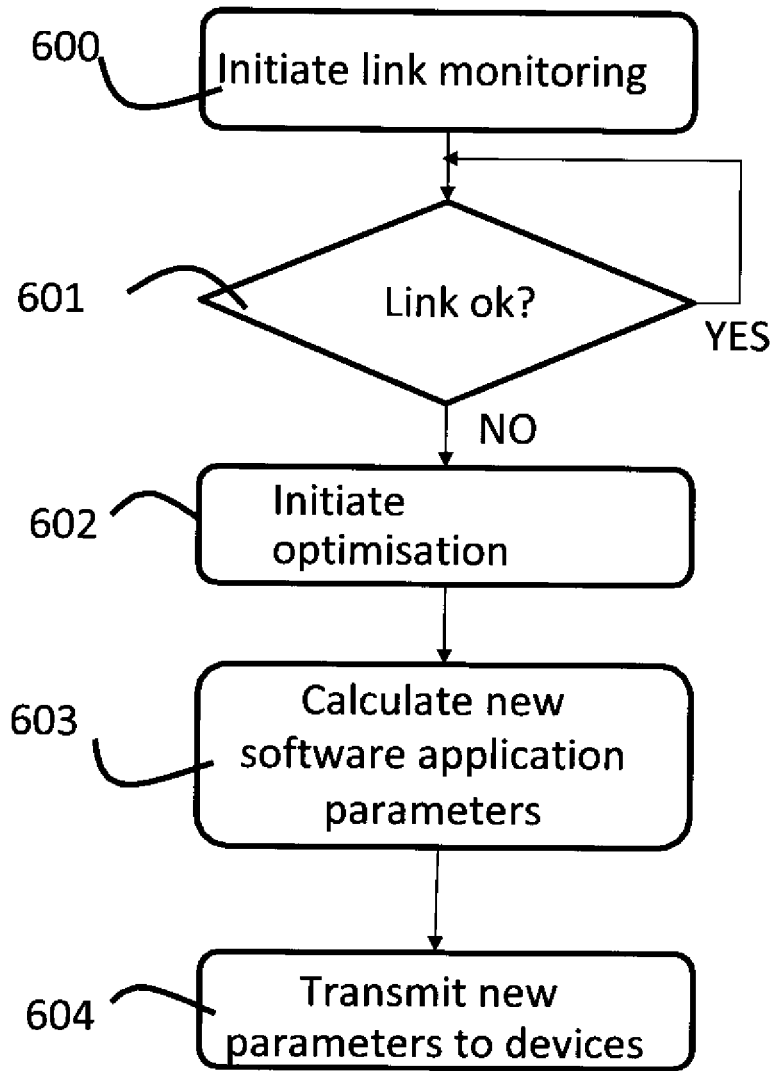 600
Initiate link monitoring
601
Link ok?
YES
NO
602
Initiate
optimisation
603
Calculate new
software application
parameters
604
Transmit new
parameters to devices